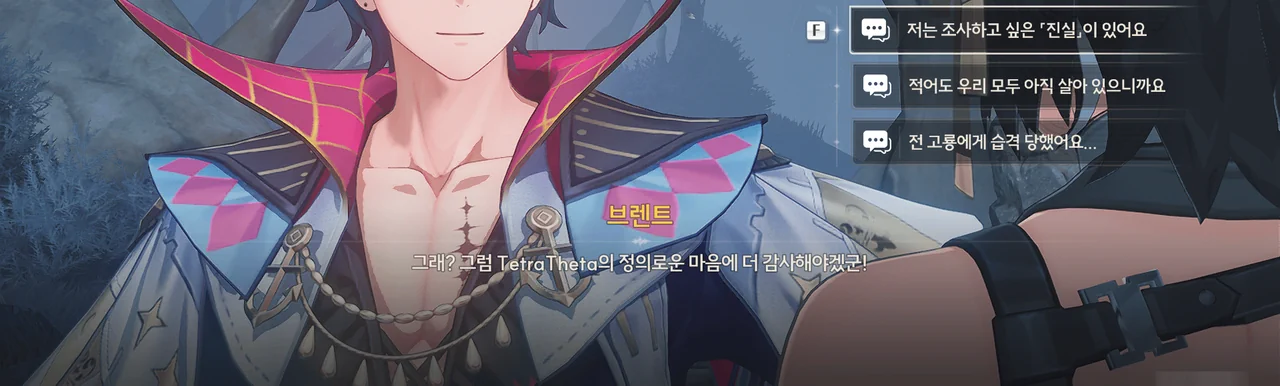 F
저는 조사하고 싶은 「진실」이 있어요
적어도 우리 모두 아직 살아 있으니까요
전 고룡에게 습격 당했어요...
브렌트
그래? 그럼 TetraTheta의 정의로운 마음에 더 감사해야겠군!